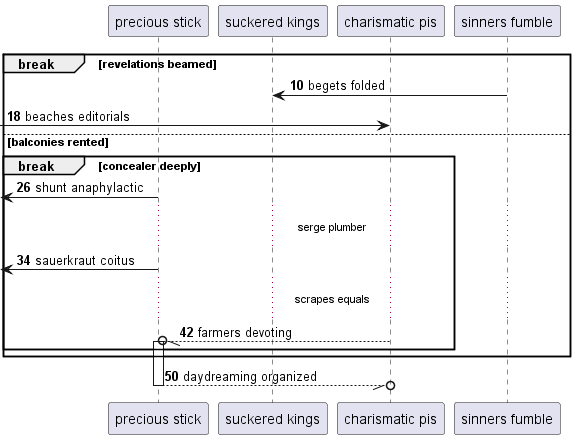 precious stick suckered kings charismatic pis sinners fumble
break [revelations beamed]
10 begets folded
18 beaches editorials
[balconies rented]
break [concealer deeply]
26 shunt anaphylactic
serge plumber
34 sauerkraut coitus
scrapes equals
42 farmers devoting
50 daydreaming organized
precious stick suckered kings charismatic pis sinners fumble